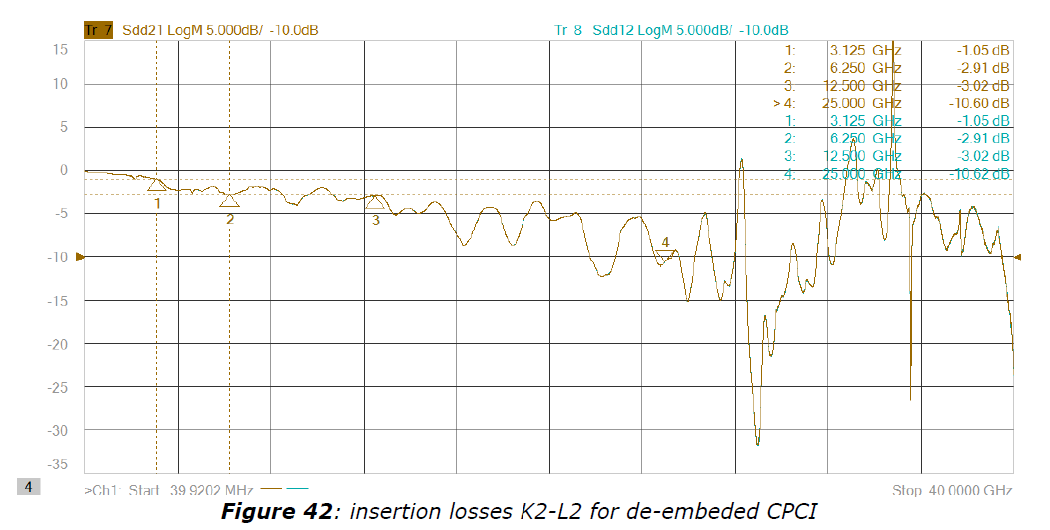 Tr 7 Sdd21 LogM 5.000dB/ -10.0dB Tr 8 Sdd12 LogM 5.000dB/ -10.0dB
15
10
5
0
-5
-10
-15
-20
-25
-30
-35
1: 3.125 GHz -1.05 dB
2: 6.250 GHz -2.91 dB
3: 12.500 GHz -3.02 dB
> 4: 25.000 GHz -10.60 dB
1: 3.125 GHz -1.05 dB
2: 6.250 GHz -2.91 dB
3: 12.500 GHz -3.02 dB
4: 25.000 GHz -10.62 dB
1
2
3
4
4 >Ch1: Start 39.9202 MHz Stop 40.0000 GHz
Figure 42: insertion losses K2-L2 for de-embeded CPCI